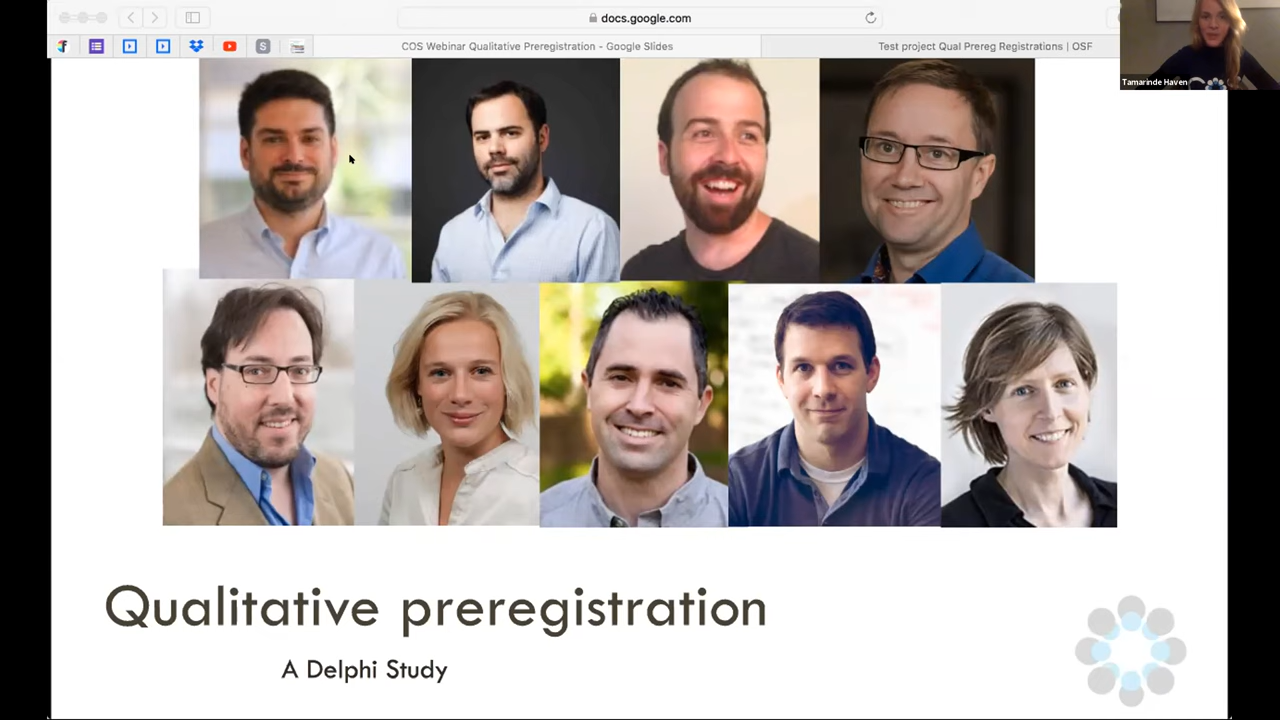 docs.google.com
COS Webinar Qualitative Preregistration - Google Slides
Test project Qual Prereg Registrations | OSF
Tamarinde Haven
Qualitative preregistration
A Delphi Study